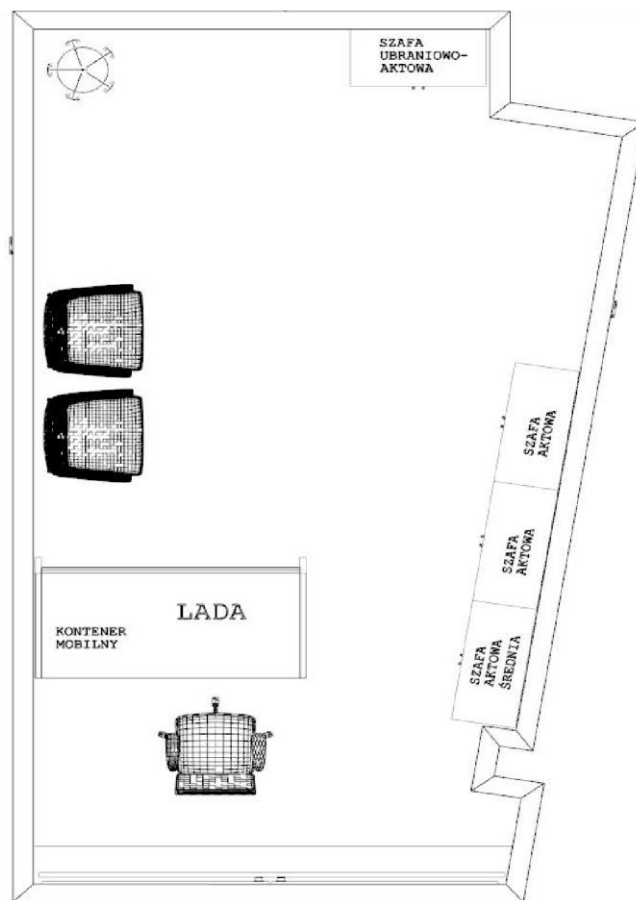 SZAFA
UBRANIOWO-
AKTOWA
SZAFA
AKTOWA
SZAFA
AKTOWA
SZAFA
AKTOWA
ŚREDNIA
LADA
KONTENER
MOBILNY